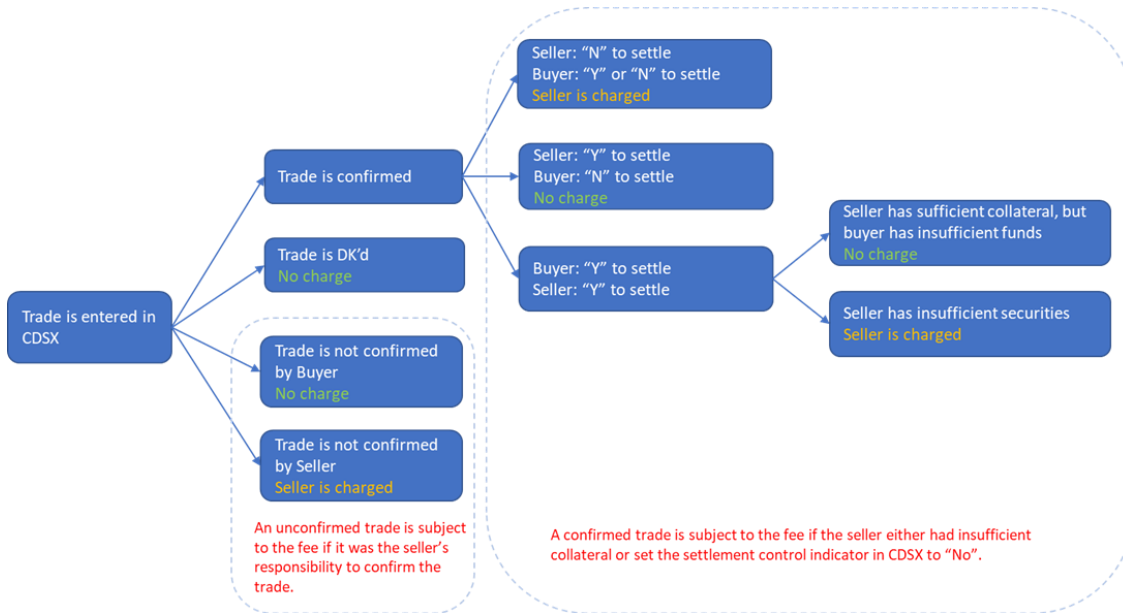 Trade is entered in
CDSX
Trade is confirmed
Trade is DK’d
No charge
Trade is not confirmed
by Buyer
No charge
Trade is not confirmed
by Seller
Seller is charged
An unconfirmed trade is subject
to the fee if it was the seller’s
responsibility to confirm the
trade.
Seller: “N” to settle
Buyer: “Y” or “N” to settle
Seller is charged
Seller: “Y” to settle
Buyer: “N” to settle
No charge
Buyer: “Y” to settle
Seller: “Y” to settle
Seller has sufficient collateral, but
buyer has insufficient funds
No charge
Seller has insufficient securities
Seller is charged
A confirmed trade is subject to the fee if the seller either had insufficient
collateral or set the settlement control indicator in CDSX to “No”.